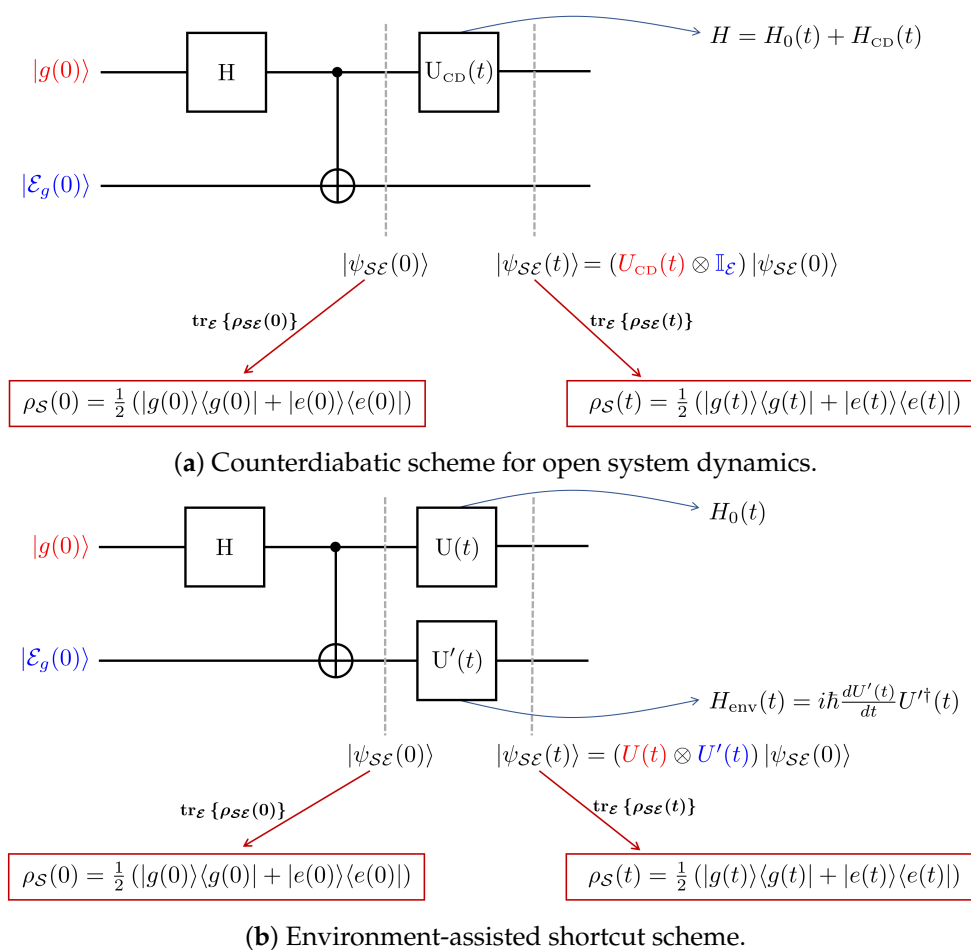 H = H₀(t) + H_CD(t)
|g(0)⟩ H U_CD(t)
|ℰ_g(0)⟩
|ψ_𝒮ℰ(0)⟩ |ψ_𝒮ℰ(t)⟩ = (U_CD(t) ⊗ 𝕀_ℰ) |ψ_𝒮ℰ(0)⟩
tr_ℰ {ρ_𝒮ℰ(0)} tr_ℰ {ρ_𝒮ℰ(t)}
ρ_𝒮(0) = ½ (|g(0)⟩⟨g(0)| + |e(0)⟩⟨e(0)|) ρ_𝒮(t) = ½ (|g(t)⟩⟨g(t)| + |e(t)⟩⟨e(t)|)
(a) Counterdiabatic scheme for open system dynamics.
H₀(t)
|g(0)⟩ H U(t)
|ℰ_g(0)⟩ U′(t)
H_env(t) = iℏ dU′(t)/dt U′†(t)
|ψ_𝒮ℰ(0)⟩ |ψ_𝒮ℰ(t)⟩ = (U(t) ⊗ U′(t)) |ψ_𝒮ℰ(0)⟩
tr_ℰ {ρ_𝒮ℰ(0)} tr_ℰ {ρ_𝒮ℰ(t)}
ρ_𝒮(0) = ½ (|g(0)⟩⟨g(0)| + |e(0)⟩⟨e(0)|) ρ_𝒮(t) = ½ (|g(t)⟩⟨g(t)| + |e(t)⟩⟨e(t)|)
(b) Environment-assisted shortcut scheme.